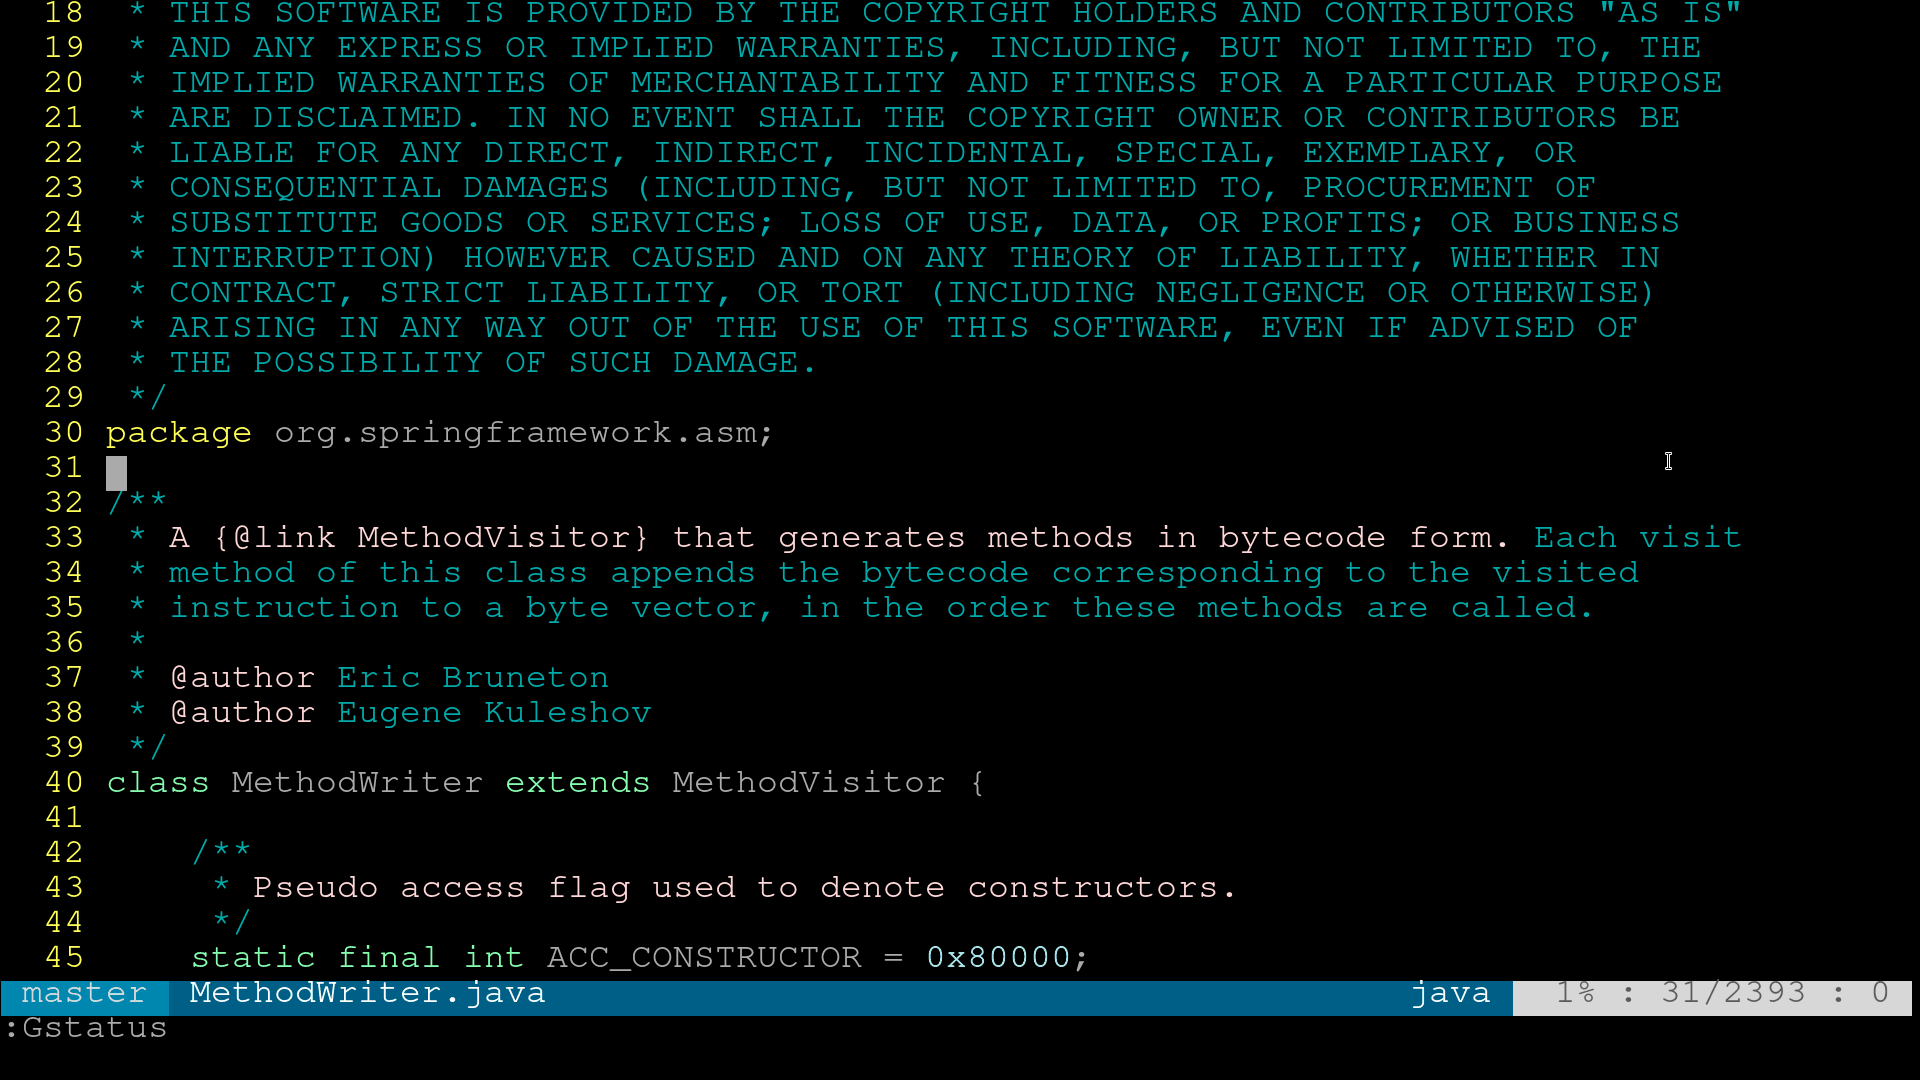 18  * THIS SOFTWARE IS PROVIDED BY THE COPYRIGHT HOLDERS AND CONTRIBUTORS "AS IS"
19  * AND ANY EXPRESS OR IMPLIED WARRANTIES, INCLUDING, BUT NOT LIMITED TO, THE
20  * IMPLIED WARRANTIES OF MERCHANTABILITY AND FITNESS FOR A PARTICULAR PURPOSE
21  * ARE DISCLAIMED. IN NO EVENT SHALL THE COPYRIGHT OWNER OR CONTRIBUTORS BE
22  * LIABLE FOR ANY DIRECT, INDIRECT, INCIDENTAL, SPECIAL, EXEMPLARY, OR
23  * CONSEQUENTIAL DAMAGES (INCLUDING, BUT NOT LIMITED TO, PROCUREMENT OF
24  * SUBSTITUTE GOODS OR SERVICES; LOSS OF USE, DATA, OR PROFITS; OR BUSINESS
25  * INTERRUPTION) HOWEVER CAUSED AND ON ANY THEORY OF LIABILITY, WHETHER IN
26  * CONTRACT, STRICT LIABILITY, OR TORT (INCLUDING NEGLIGENCE OR OTHERWISE)
27  * ARISING IN ANY WAY OUT OF THE USE OF THIS SOFTWARE, EVEN IF ADVISED OF
28  * THE POSSIBILITY OF SUCH DAMAGE.
29  */
30 package org.springframework.asm;
31
32 /**
33  * A {@link MethodVisitor} that generates methods in bytecode form. Each visit
34  * method of this class appends the bytecode corresponding to the visited
35  * instruction to a byte vector, in the order these methods are called.
36  *
37  * @author Eric Bruneton
38  * @author Eugene Kuleshov
39  */
40 class MethodWriter extends MethodVisitor {
41
42     /**
43      * Pseudo access flag used to denote constructors.
44      */
45     static final int ACC_CONSTRUCTOR = 0x80000;
master  MethodWriter.java java 1% : 31/2393 : 0
:Gstatus